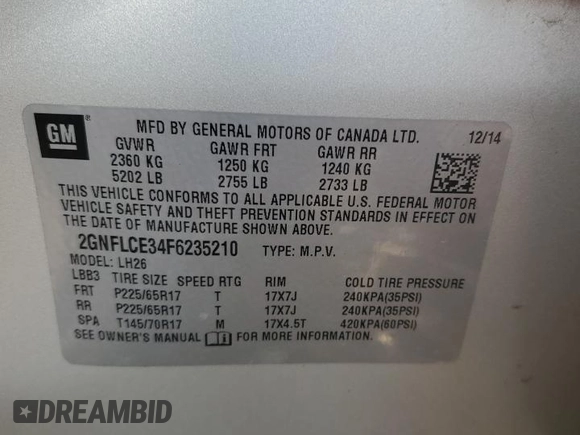 GM ®
MFD BY GENERAL MOTORS OF CANADA LTD. 12/14
GVWR GAWR FRT GAWR RR
2360 KG 1250 KG 1240 KG
5202 LB 2755 LB 2733 LB
THIS VEHICLE CONFORMS TO ALL APPLICABLE U.S. FEDERAL MOTOR
VEHICLE SAFETY AND THEFT PREVENTION STANDARDS IN EFFECT ON
THE DATE OF MANUFACTURE SHOWN ABOVE.
2GNFLCE34F6235210 TYPE: M.P.V.
MODEL: LH26
LBB3 TIRE SIZE SPEED RTG RIM COLD TIRE PRESSURE
FRT P225/65R17 T 17X7J 240KPA(35PSI)
RR P225/65R17 T 17X7J 240KPA(35PSI)
SPA T145/70R17 M 17X4.5T 420KPA(60PSI)
SEE OWNER'S MANUAL FOR MORE INFORMATION.
DREAMBID